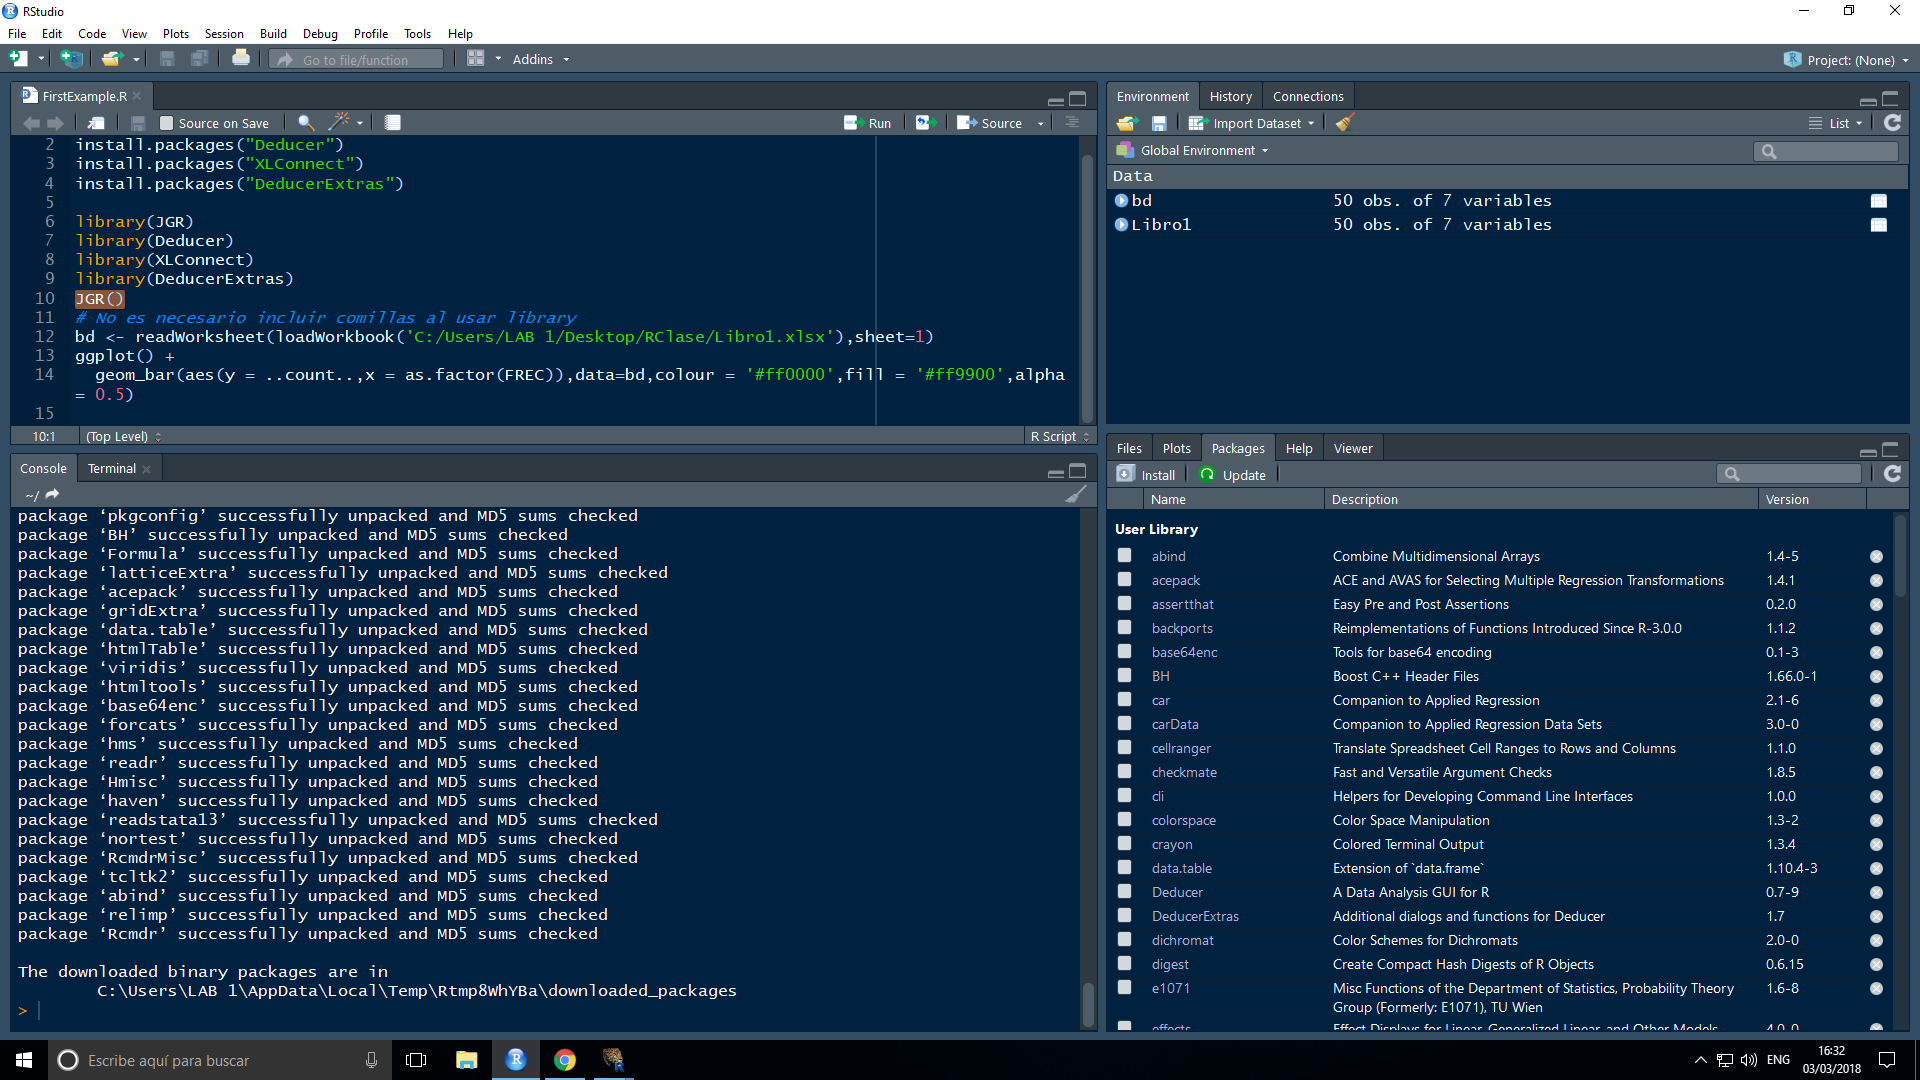 RStudio
File Edit Code View Plots Session Build Debug Profile Tools Help
Go to file/function Addins Project: (None)
FirstExample.R
Source on Save Run Source
2 install.packages("Deducer")
3 install.packages("XLConnect")
4 install.packages("DeducerExtras")
5
6 library(JGR)
7 library(Deducer)
8 library(XLConnect)
9 library(DeducerExtras)
10 JGR()
11 # No es necesario incluir comillas al usar library
12 bd <- readWorksheet(loadWorkbook('C:/Users/LAB 1/Desktop/RClase/Libro1.xlsx'),sheet=1)
13 ggplot() +
14 geom_bar(aes(y = ..count..,x = as.factor(FREC)),data=bd,colour = '#ff0000',fill = '#ff9900',alpha
= 0.5)
15
10:1 (Top Level) R Script
Console Terminal
~/
package ‘pkgconfig’ successfully unpacked and MD5 sums checked
package ‘BH’ successfully unpacked and MD5 sums checked
package ‘Formula’ successfully unpacked and MD5 sums checked
package ‘latticeExtra’ successfully unpacked and MD5 sums checked
package ‘acepack’ successfully unpacked and MD5 sums checked
package ‘gridExtra’ successfully unpacked and MD5 sums checked
package ‘data.table’ successfully unpacked and MD5 sums checked
package ‘htmlTable’ successfully unpacked and MD5 sums checked
package ‘viridis’ successfully unpacked and MD5 sums checked
package ‘htmltools’ successfully unpacked and MD5 sums checked
package ‘base64enc’ successfully unpacked and MD5 sums checked
package ‘forcats’ successfully unpacked and MD5 sums checked
package ‘hms’ successfully unpacked and MD5 sums checked
package ‘readr’ successfully unpacked and MD5 sums checked
package ‘Hmisc’ successfully unpacked and MD5 sums checked
package ‘haven’ successfully unpacked and MD5 sums checked
package ‘readstata13’ successfully unpacked and MD5 sums checked
package ‘nortest’ successfully unpacked and MD5 sums checked
package ‘RcmdrMisc’ successfully unpacked and MD5 sums checked
package ‘tcltk2’ successfully unpacked and MD5 sums checked
package ‘abind’ successfully unpacked and MD5 sums checked
package ‘relimp’ successfully unpacked and MD5 sums checked
package ‘Rcmdr’ successfully unpacked and MD5 sums checked
The downloaded binary packages are in
C:\Users\LAB 1\AppData\Local\Temp\Rtmp8WhYBa\downloaded_packages
>
Environment History Connections
Import Dataset List
Global Environment
Data
bd 50 obs. of 7 variables
Libro1 50 obs. of 7 variables
Files Plots Packages Help Viewer
Install Update
Name Description Version
User Library
abind Combine Multidimensional Arrays 1.4-5
acepack ACE and AVAS for Selecting Multiple Regression Transformations 1.4.1
assertthat Easy Pre and Post Assertions 0.2.0
backports Reimplementations of Functions Introduced Since R-3.0.0 1.1.2
base64enc Tools for base64 encoding 0.1-3
BH Boost C++ Header Files 1.66.0-1
car Companion to Applied Regression 2.1-6
carData Companion to Applied Regression Data Sets 3.0-0
cellranger Translate Spreadsheet Cell Ranges to Rows and Columns 1.1.0
checkmate Fast and Versatile Argument Checks 1.8.5
cli Helpers for Developing Command Line Interfaces 1.0.0
colorspace Color Space Manipulation 1.3-2
crayon Colored Terminal Output 1.3.4
data.table Extension of `data.frame` 1.10.4-3
Deducer A Data Analysis GUI for R 0.7-9
DeducerExtras Additional dialogs and functions for Deducer 1.7
dichromat Color Schemes for Dichromats 2.0-0
digest Create Compact Hash Digests of R Objects 0.6.15
e1071 Misc Functions of the Department of Statistics, Probability Theory 1.6-8
Group (Formerly: E1071), TU Wien
effects Effect Displays for Linear, Generalized Linear, and Other Models 4.0-0
Escribe aquí para buscar
ENG
16:32
03/03/2018